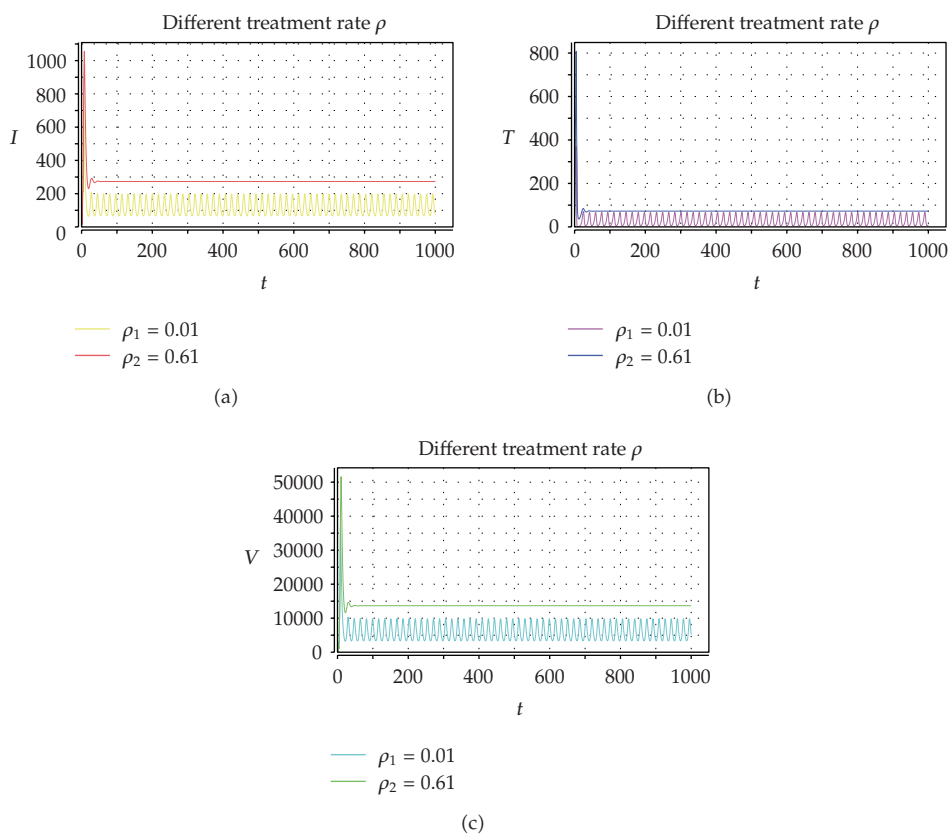 Different treatment rate ρ
1000
800
600
400
200
0
I
0 200 400 600 800 1000
t
ρ1 = 0.01
ρ2 = 0.61
(a)
Different treatment rate ρ
800
600
400
200
0
T
0 200 400 600 800 1000
t
ρ1 = 0.01
ρ2 = 0.61
(b)
Different treatment rate ρ
50000
40000
30000
20000
10000
0
V
0 200 400 600 800 1000
t
ρ1 = 0.01
ρ2 = 0.61
(c)